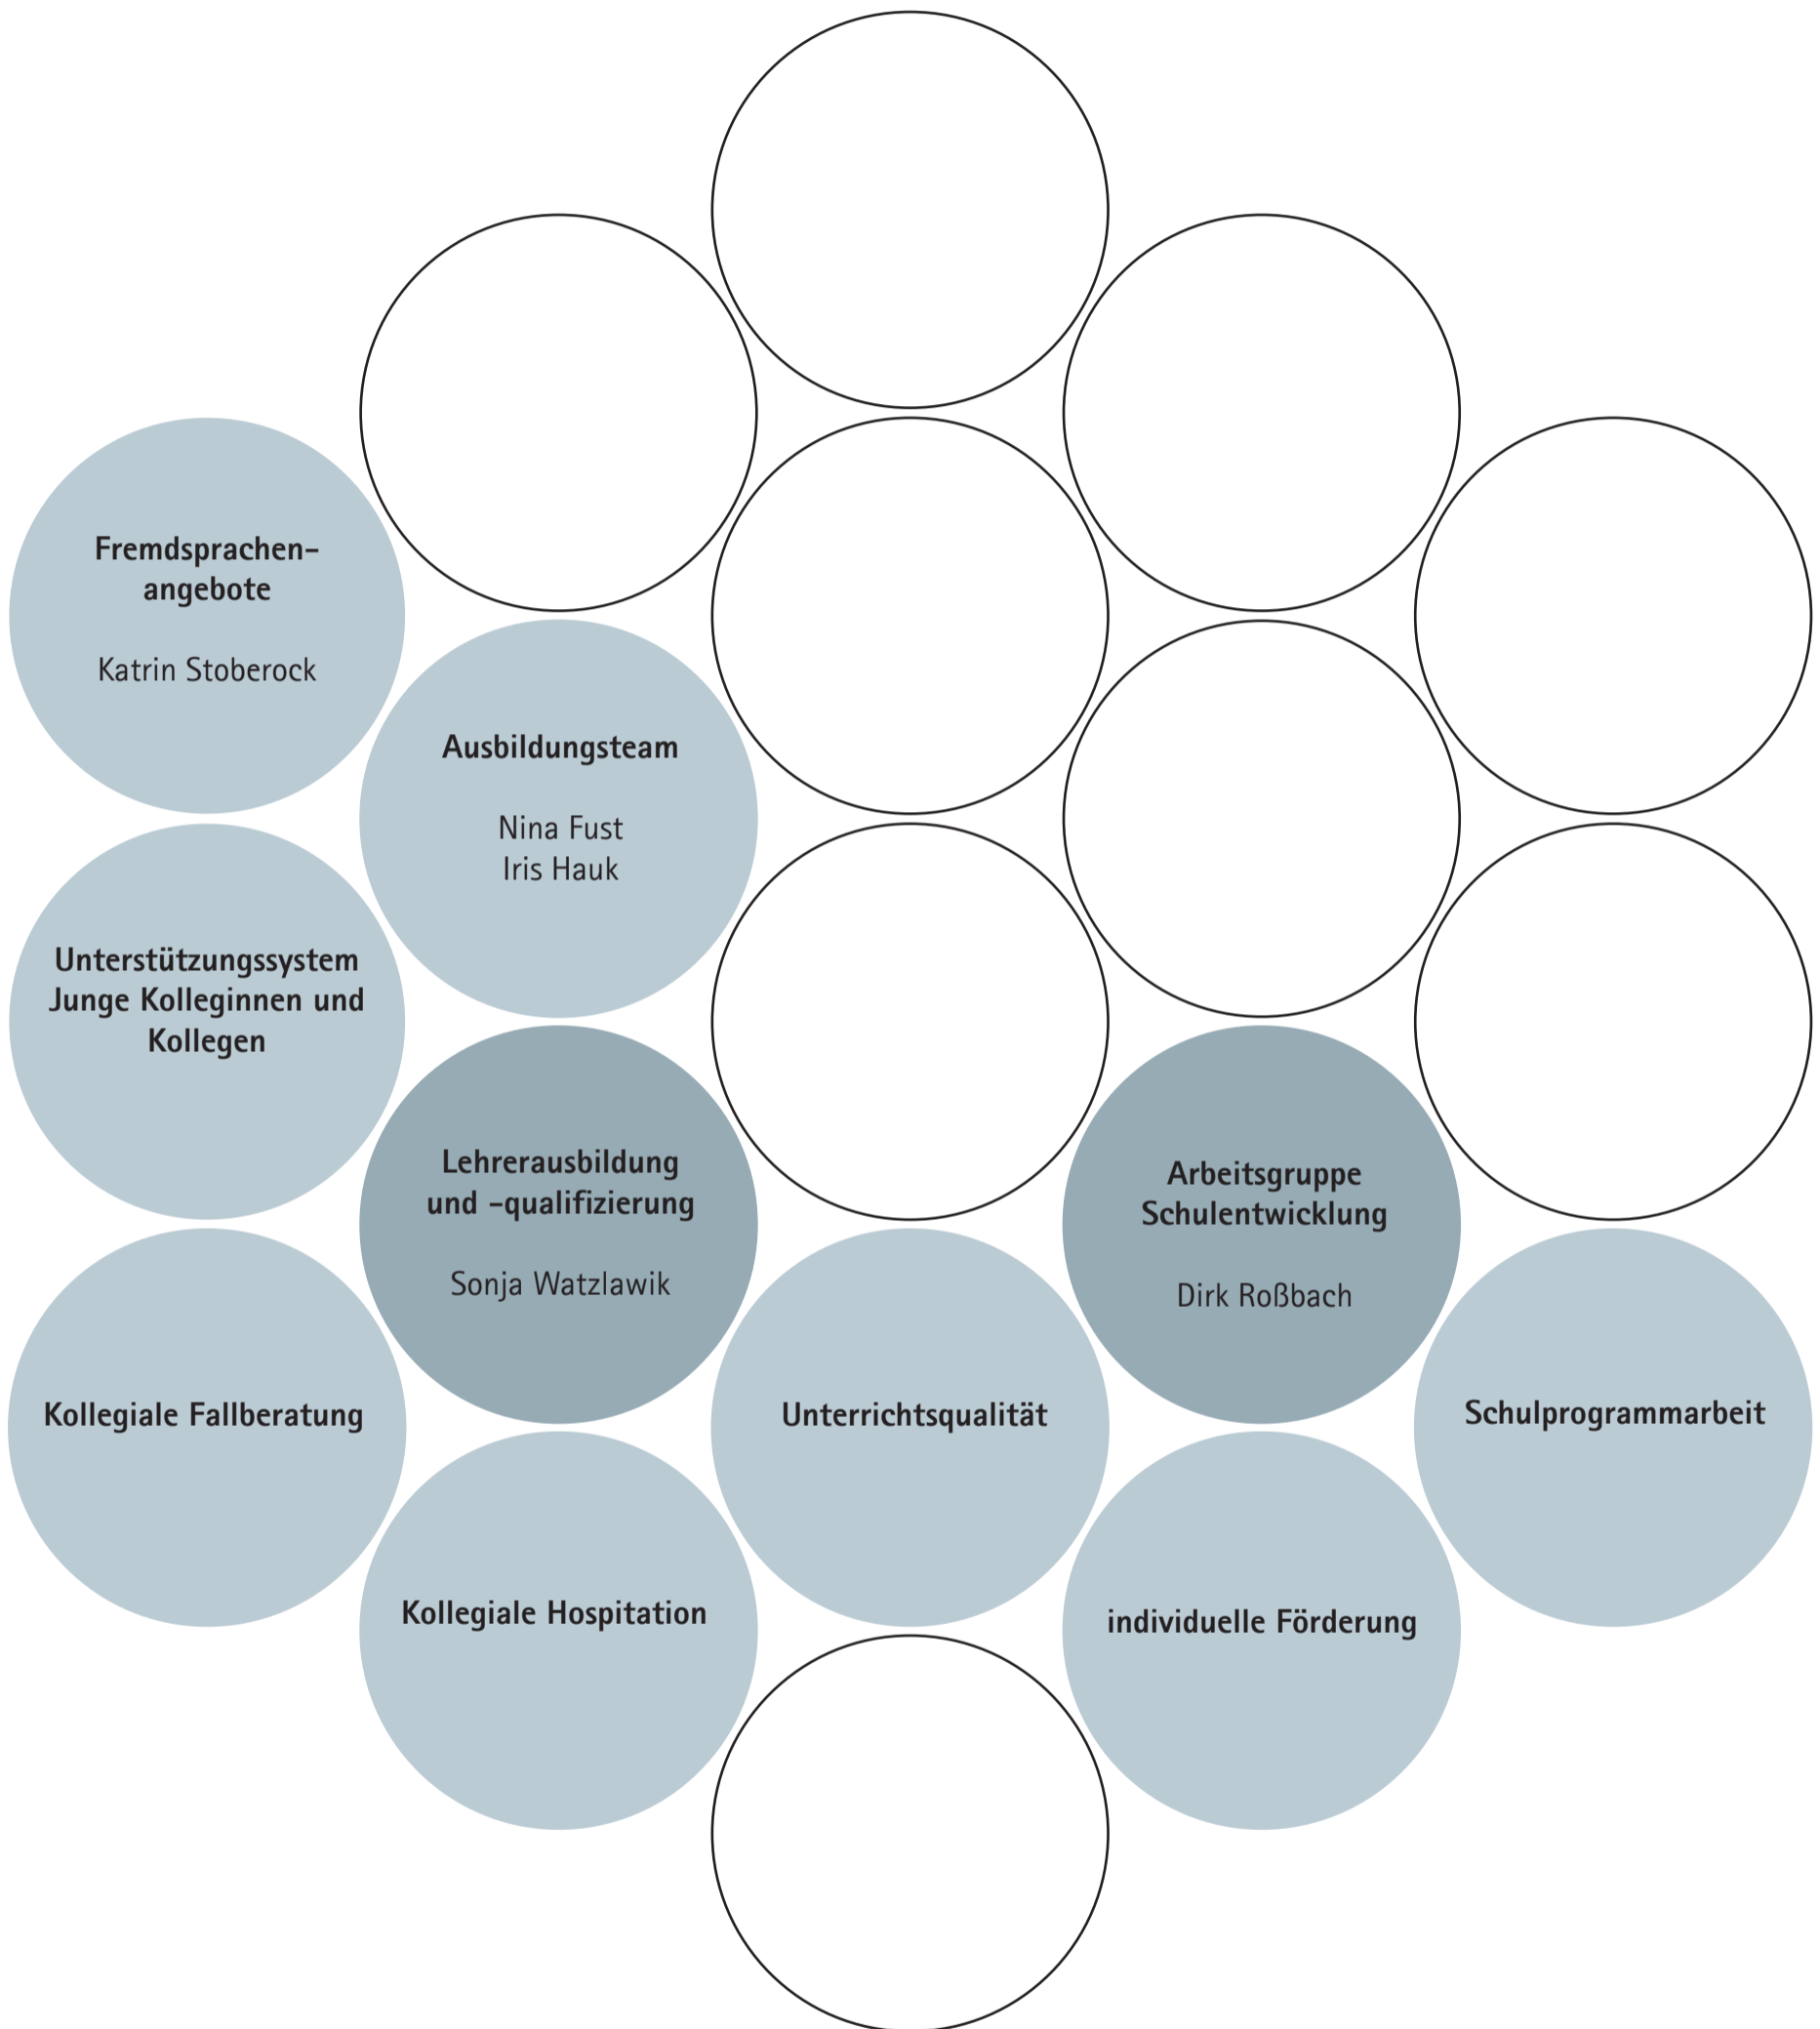 Fremdsprachen-
angebote
Katrin Stoberock
Ausbildungsteam
Nina Fust
Iris Hauk
Unterstützungssystem
Junge Kolleginnen und
Kollegen
Lehrerausbildung
und -qualifizierung
Sonja Watzlawik
Arbeitsgruppe
Schulentwicklung
Dirk Roßbach
Kollegiale Fallberatung
Unterrichtsqualität
Schulprogrammarbeit
Kollegiale Hospitation
individuelle Förderung